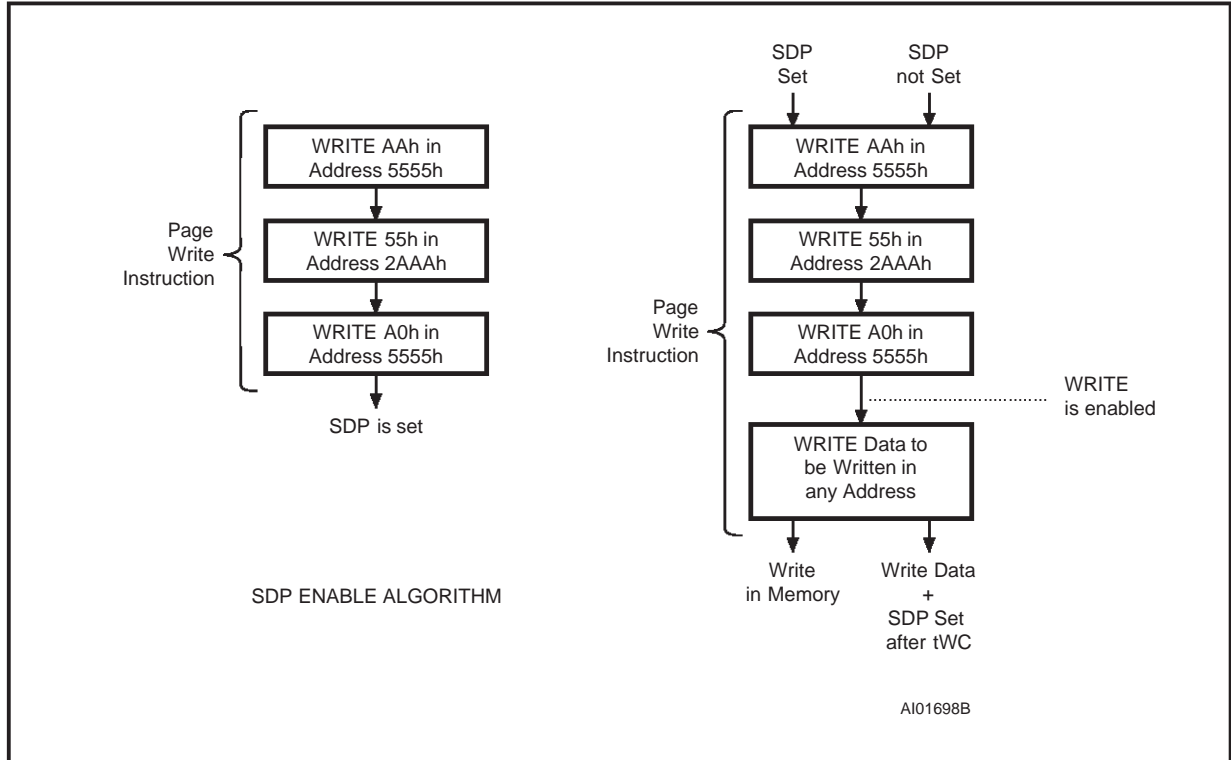 WRITE AAh in
Address 5555h
Page
Write
Instruction
WRITE 55h in
Address 2AAAh
WRITE A0h in
Address 5555h
SDP is set
SDP ENABLE ALGORITHM
SDP
Set
SDP
not Set
WRITE AAh in
Address 5555h
WRITE 55h in
Address 2AAAh
Page
Write
Instruction
WRITE A0h in
Address 5555h
WRITE
is enabled
WRITE Data to
be Written in
any Address
Write
in Memory
Write Data
+
SDP Set
after tWC
AI01698B